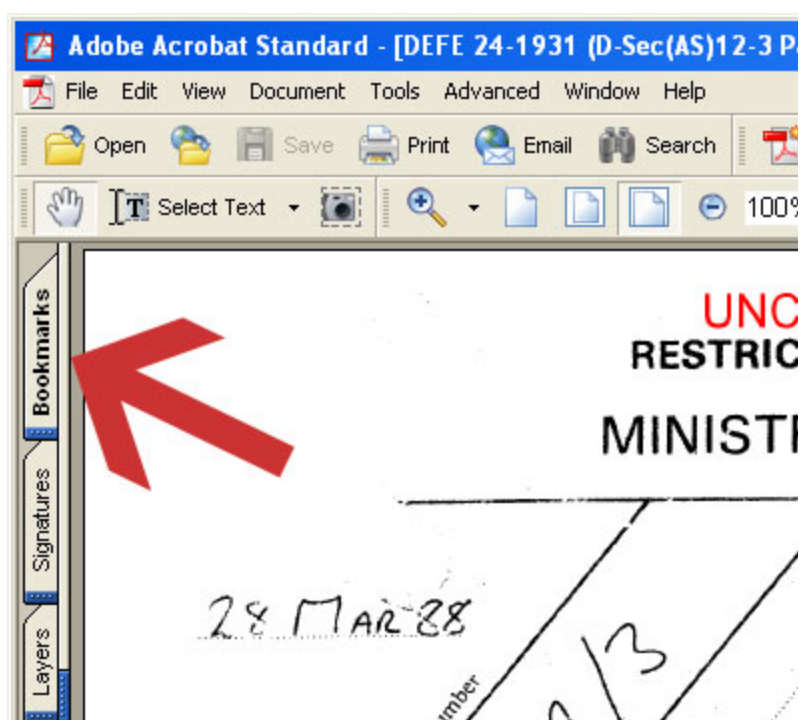 Adobe Acrobat Standard - [DEFE 24-1931 (D-Sec(AS)12-3 P
File Edit View Document Tools Advanced Window Help
Open Save Print Email Search
T Select Text 100%
Bookmarks
Signatures
Layers
UNC
RESTRIC
MINIST
28 MAR 88
umber
/3